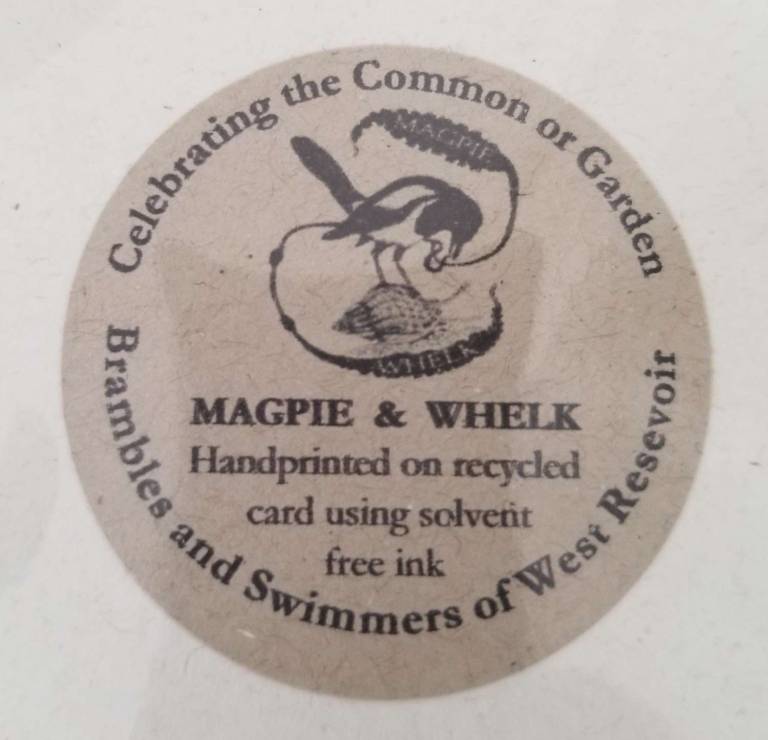 Celebrating the Common or Garden
MAGPIE
WHELK
MAGPIE & WHELK
Handprinted on recycled
card using solvent
free ink
Brambles and Swimmers of West Resevoir